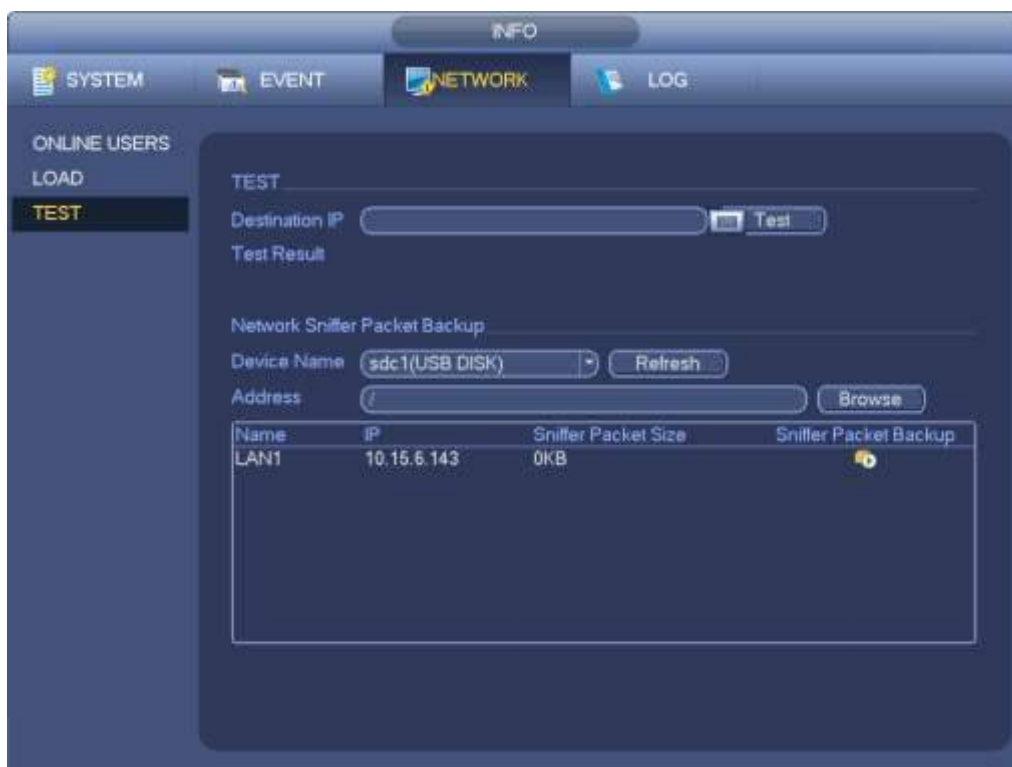 INFO
SYSTEM EVENT NETWORK LOG
ONLINE USERS
LOAD
TEST
TEST
Destination IP Test
Test Result
Network Sniffer Packet Backup
Device Name sdc1(USB DISK) Refresh
Address / Browse
Name IP Sniffer Packet Size Sniffer Packet Backup
LAN1 10.15.6.143 0KB